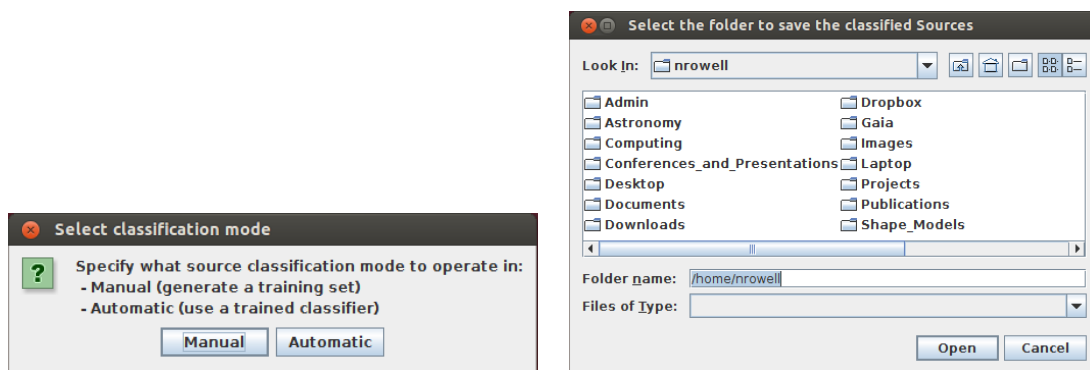 Select classification mode
?
Specify what source classification mode to operate in:
- Manual (generate a training set)
- Automatic (use a trained classifier)
Manual Automatic
Select the folder to save the classified Sources
Look In: nrowell
Admin Dropbox
Astronomy Gaia
Computing Images
Conferences_and_Presentations Laptop
Desktop Projects
Documents Publications
Downloads Shape_Models
Folder name: /home/nrowell
Files of Type:
Open Cancel